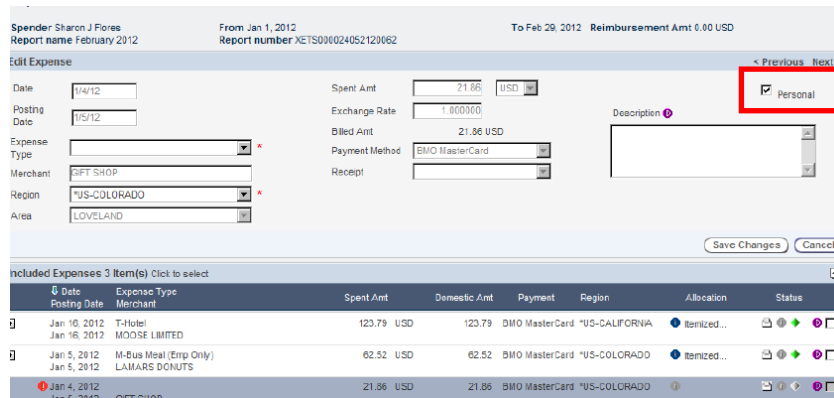 Spender Sharon J Flores From Jan 1, 2012 To Feb 29, 2012 Reimbursement Amt 0.00 USD
Report name February 2012 Report number XETS000024052120062
Edit Expense < Previous Next
Date 1/4/12 Spent Amt 21.86 USD Personal
Posting Date 1/5/12 Exchange Rate 1.000000 Description
Billed Amt 21.86 USD
Expense Type * Payment Method BMO MasterCard
Merchant GIFT SHOP Receipt
Region *US-COLORADO *
Area LOVELAND
Save Changes Cancel
Included Expenses 3 Item(s) Click to select
Date Expense Type Spent Amt Domestic Amt Payment Region Allocation Status
Posting Date Merchant
Jan 16, 2012 T-Hotel 123.79 USD 123.79 BMO MasterCard *US-CALIFORNIA Itemized...
Jan 16, 2012 MOOSE LIMITED
Jan 5, 2012 M-Bus Meal (Emp Only) 62.52 USD 62.52 BMO MasterCard *US-COLORADO Itemized...
Jan 5, 2012 LAMARS DONUTS
Jan 4, 2012 21.86 USD 21.86 BMO MasterCard *US-COLORADO
Jan 5, 2012 GIFT SHOP